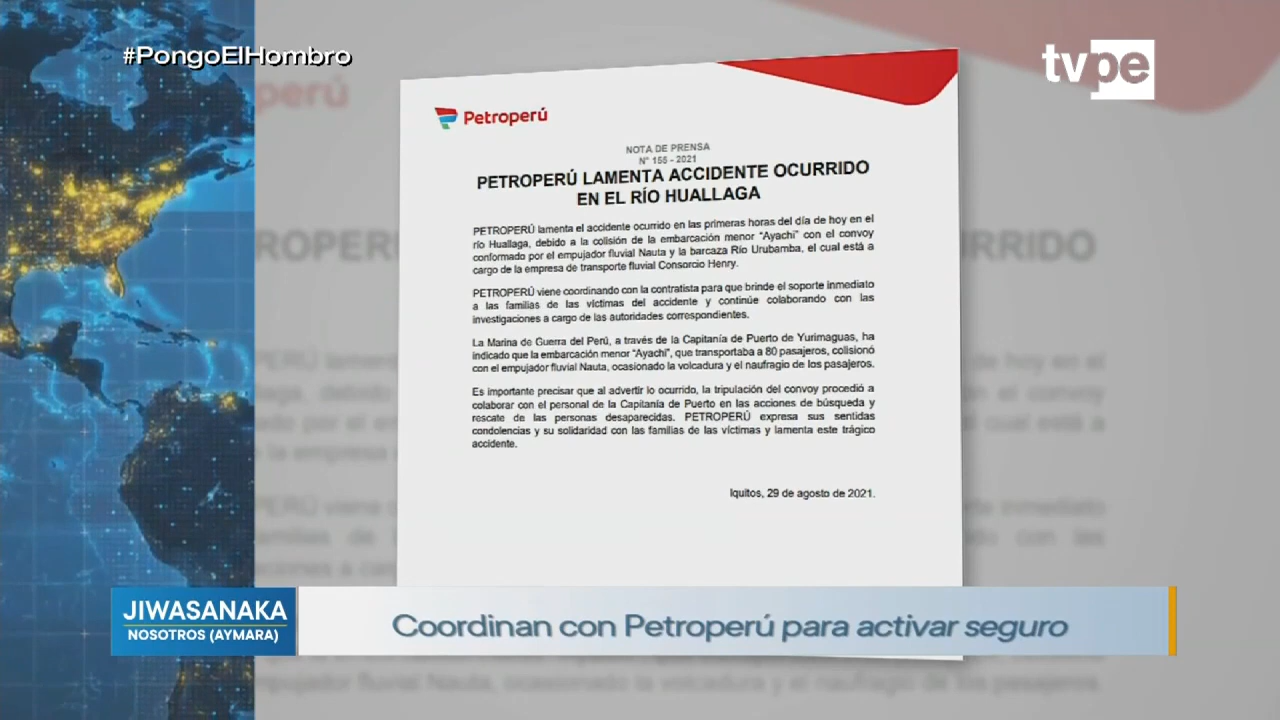 #PongoElHombro
tvpe
Petroperú
NOTA DE PRENSA
N° 155 - 2021
PETROPERÚ LAMENTA ACCIDENTE OCURRIDO
EN EL RÍO HUALLAGA
PETROPERÚ lamenta el accidente ocurrido en las primeras horas del día de hoy en el
río Huallaga, debido a la colisión de la embarcación menor “Ayachi” con el convoy
conformado por el empujador fluvial Nauta y la barcaza Río Urubamba, el cual está a
cargo de la empresa de transporte fluvial Consorcio Henry.
PETROPERÚ viene coordinando con la contratista para que brinde el soporte inmediato
a las familias de las víctimas del accidente y continúe colaborando con las
investigaciones a cargo de las autoridades correspondientes.
La Marina de Guerra del Perú, a través de la Capitanía de Puerto de Yurimaguas, ha
indicado que la embarcación menor “Ayachi”, que transportaba a 80 pasajeros, colisionó
con el empujador fluvial Nauta, ocasionado la volcadura y el naufragio de los pasajeros.
Es importante precisar que al advertir lo ocurrido, la tripulación del convoy procedió a
colaborar con el personal de la Capitanía de Puerto en las acciones de búsqueda y
rescate de las personas desaparecidas. PETROPERÚ expresa sus sentidas
condolencias y su solidaridad con las familias de las víctimas y lamenta este trágico
accidente.
Iquitos, 29 de agosto de 2021.
JIWASANAKA
NOSOTROS (AYMARA)
Coordinan con Petroperú para activar seguro